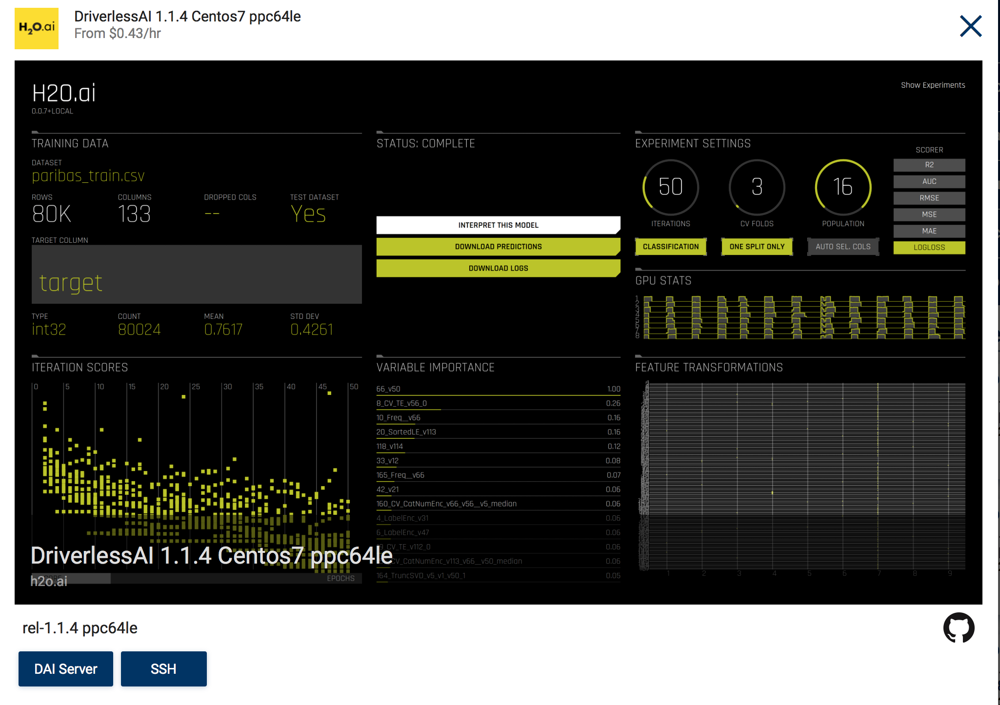 H2O.ai
DriverlessAI 1.1.4 Centos7 ppc64le
From $0.43/hr
H2O.ai
0.0.7+LOCAL
Show Experiments
TRAINING DATA
DATASET
paribas_train.csv
ROWS COLUMNS DROPPED COLS TEST DATASET
80K 133 -- Yes
TARGET COLUMN
target
TYPE COUNT MEAN STD DEV
int32 80024 0.7617 0.4261
STATUS: COMPLETE
INTERPRET THIS MODEL
DOWNLOAD PREDICTIONS
DOWNLOAD LOGS
EXPERIMENT SETTINGS
50 3 16
ITERATIONS CV FOLDS POPULATION
CLASSIFICATION ONE SPLIT ONLY AUTO SEL. COLS
SCORER
R2
AUC
RMSE
MSE
MAE
LOGLOSS
GPU STATS
1
2
3
4
5
6
7
8
ITERATION SCORES
0 5 10 15 20 25 30 35 40 45 50
EPOCHS
VARIABLE IMPORTANCE
66_v50 1.00
8_CV_TE_v56_0 0.26
10_Freq__v66 0.16
20_SortedLE_v113 0.16
118_v114 0.12
33_v12 0.08
165_Freq__v66 0.07
42_v21 0.06
160_CV_CatNumEnc_v66_v56__v5_median 0.06
4_LabelEnc_v31 0.06
6_LabelEnc_v47 0.06
CV_TE_v112_0 0.06
CV_CatNumEnc_v113_v66__v50_median 0.06
164_TruncSVD_v5_v1_v50_1 0.05
FEATURE TRANSFORMATIONS
1 2 3 4 5 6 7 8 9
DriverlessAI 1.1.4 Centos7 ppc64le
h2o.ai
rel-1.1.4 ppc64le
DAI Server
SSH